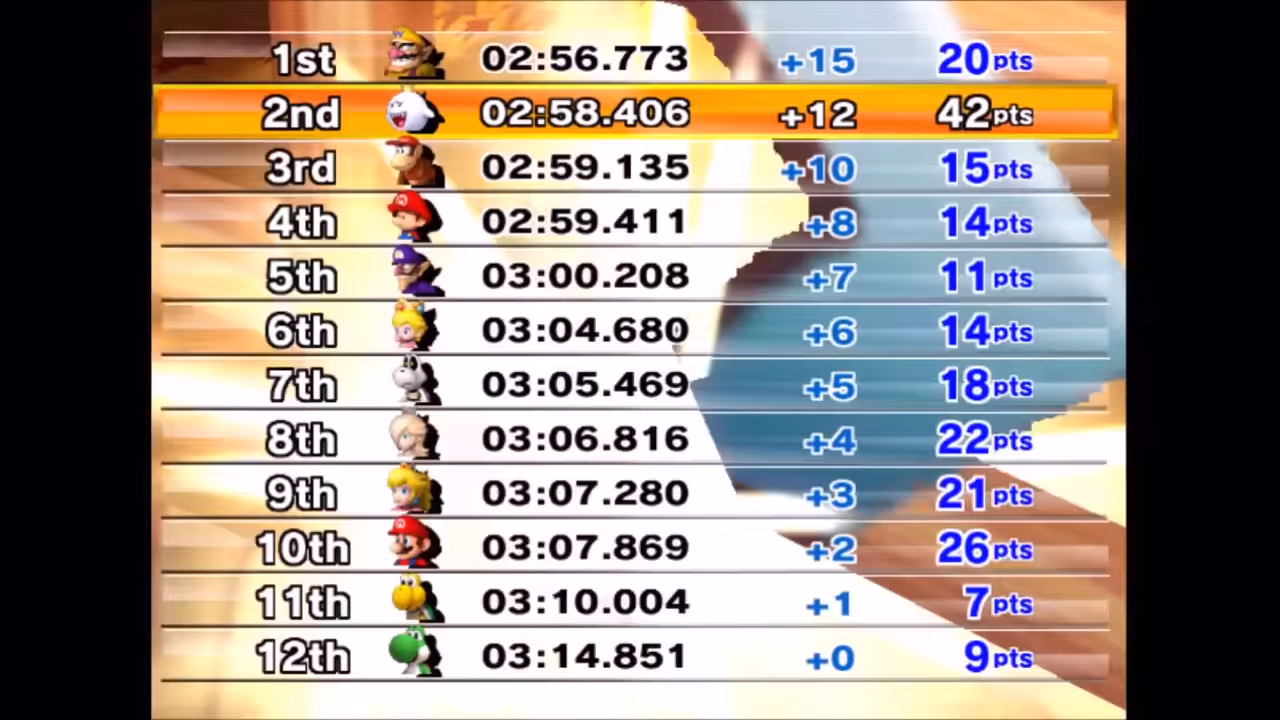 1st 02:56.773 +15 20pts
2nd 02:58.406 +12 42pts
3rd 02:59.135 +10 15pts
4th 02:59.411 +8 14pts
5th 03:00.208 +7 11pts
6th 03:04.680 +6 14pts
7th 03:05.469 +5 18pts
8th 03:06.816 +4 22pts
9th 03:07.280 +3 21pts
10th 03:07.869 +2 26pts
11th 03:10.004 +1 7pts
12th 03:14.851 +0 9pts